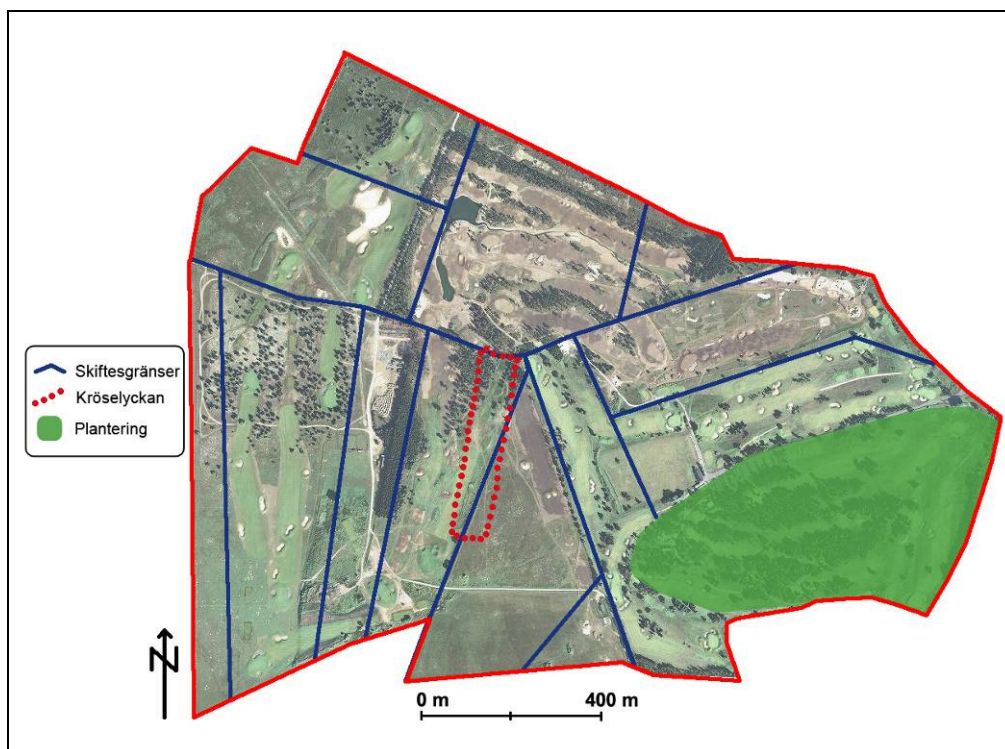 Skiftesgränser
Kröselyckan
Plantering
N
0 m
400 m